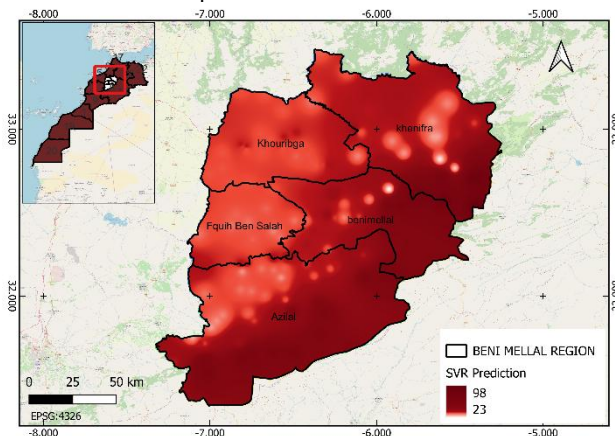 -8.000 -7.000 -6.000 -5.000
33.000
33.000
32.000
32.000
khenifra
Khouribga
Fquih Ben Salah
benimellal
Azilal
BENI MELLAL REGION
SVR Prediction
98
23
0 25 50 km
EPSG:4326
-8.000 -7.000 -6.000 -5.000